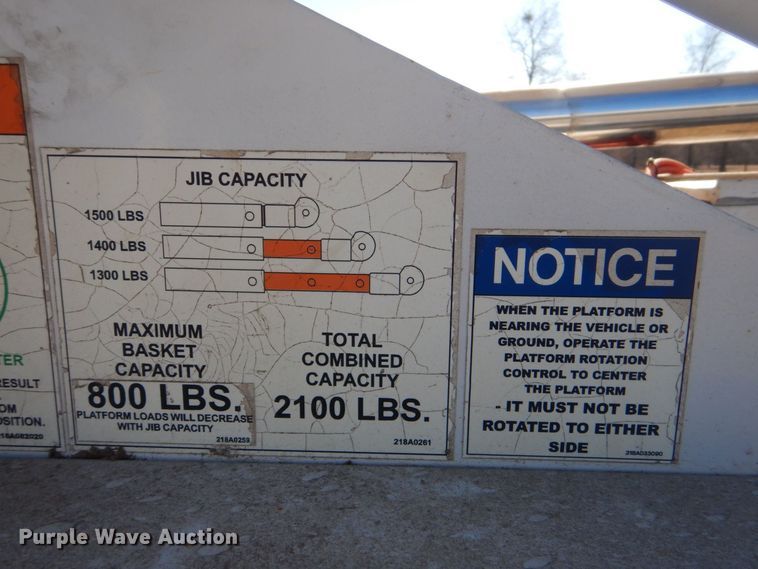 TER
RESULT
OM
OSITION.
218A082020
JIB CAPACITY
1500 LBS
1400 LBS
1300 LBS
MAXIMUM
BASKET
CAPACITY
800 LBS.
PLATFORM LOADS WILL DECREASE
WITH JIB CAPACITY
218A0259
TOTAL
COMBINED
CAPACITY
2100 LBS.
218A0261
NOTICE
WHEN THE PLATFORM IS
NEARING THE VEHICLE OR
GROUND, OPERATE THE
PLATFORM ROTATION
CONTROL TO CENTER
THE PLATFORM
- IT MUST NOT BE
ROTATED TO EITHER
SIDE
218A033090
Purple Wave Auction